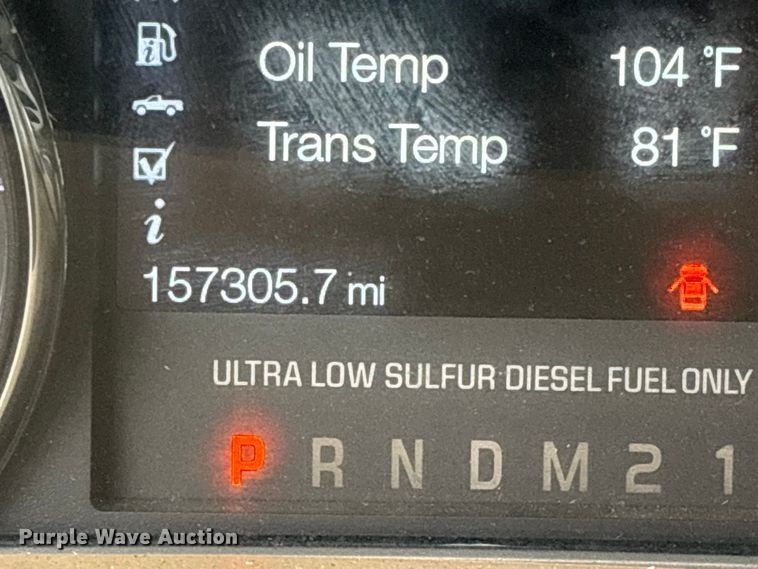 Oil Temp 104 °F
Trans Temp 81 °F
i
157305.7 mi
ULTRA LOW SULFUR DIESEL FUEL ONLY
P R N D M 2 1
Purple Wave Auction